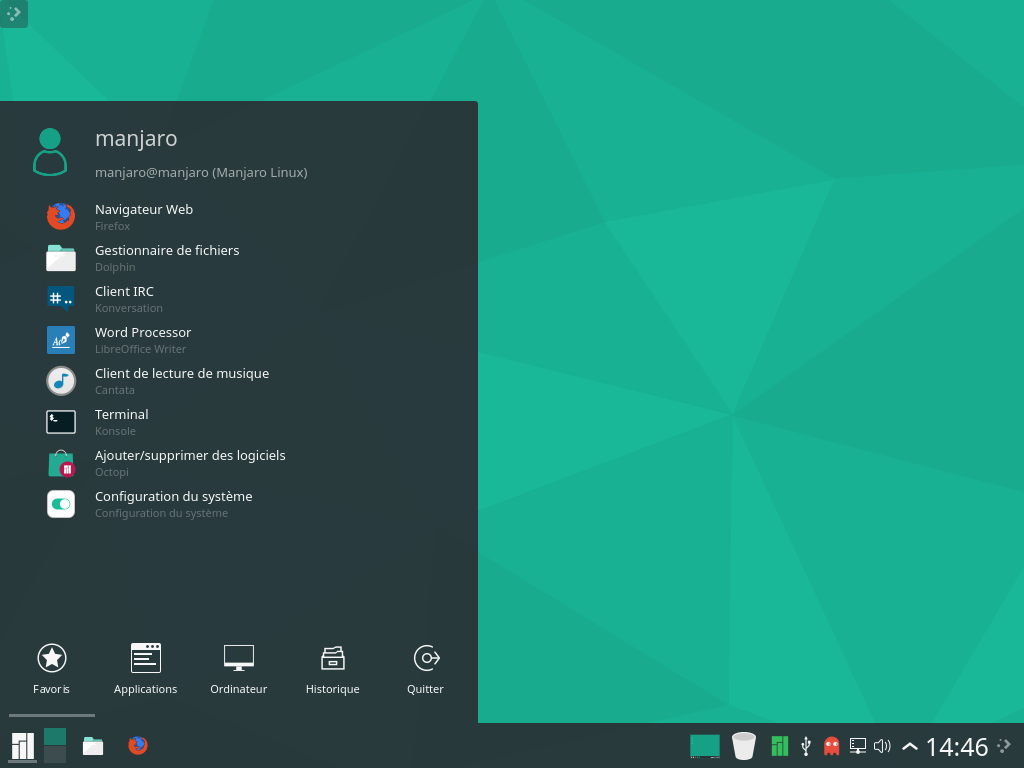 manjaro
manjaro@manjaro (Manjaro Linux)
Navigateur Web
Firefox
Gestionnaire de fichiers
Dolphin
Client IRC
Konversation
Word Processor
LibreOffice Writer
Client de lecture de musique
Cantata
Terminal
Konsole
Ajouter/supprimer des logiciels
Octopi
Configuration du système
Configuration du système
Favoris Applications Ordinateur Historique Quitter
14:46